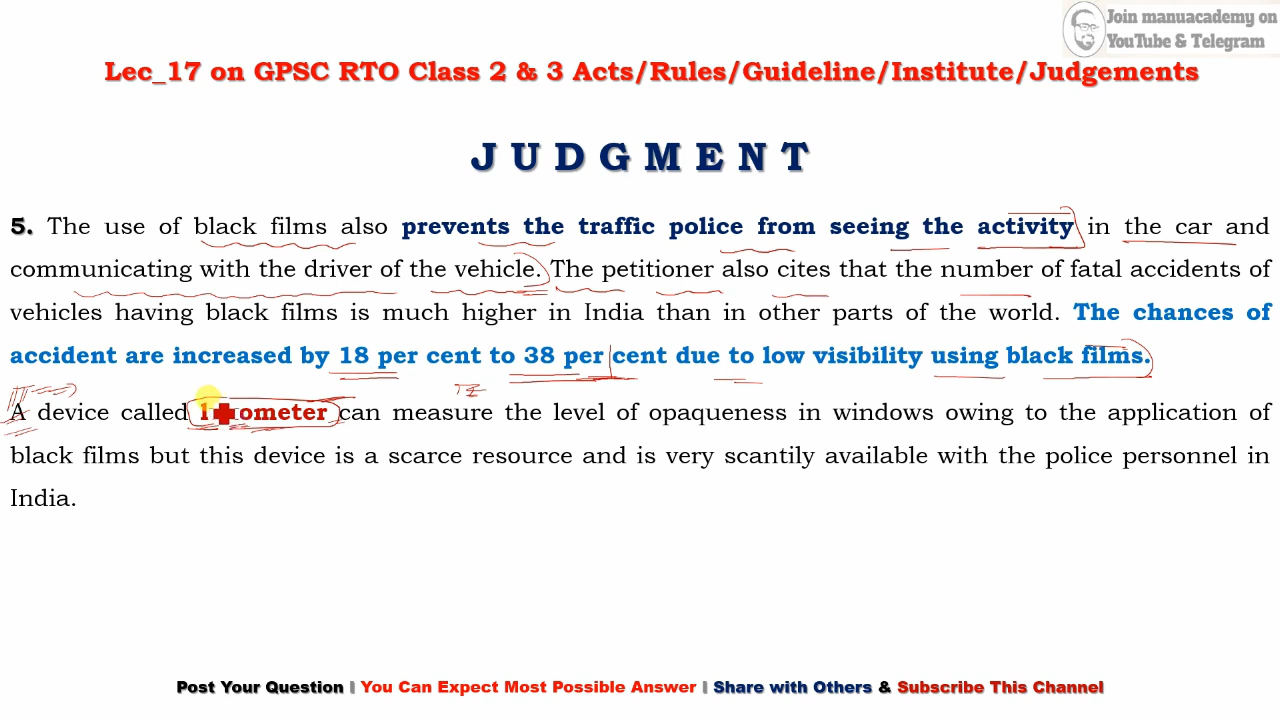 Join manuacademy on
YouTube & Telegram
Lec_17 on GPSC RTO Class 2 & 3 Acts/Rules/Guideline/Institute/Judgements
JUDGMENT
5. The use of black films also prevents the traffic police from seeing the activity in the car and
communicating with the driver of the vehicle. The petitioner also cites that the number of fatal accidents of
vehicles having black films is much higher in India than in other parts of the world. The chances of
accident are increased by 18 per cent to 38 per cent due to low visibility using black films.
A device called can measure the level of opaqueness in windows owing to the application of
black films but this device is a scarce resource and is very scantily available with the police personnel in
India.
Post Your Question | You Can Expect Most Possible Answer | Share with Others & Subscribe This Channel